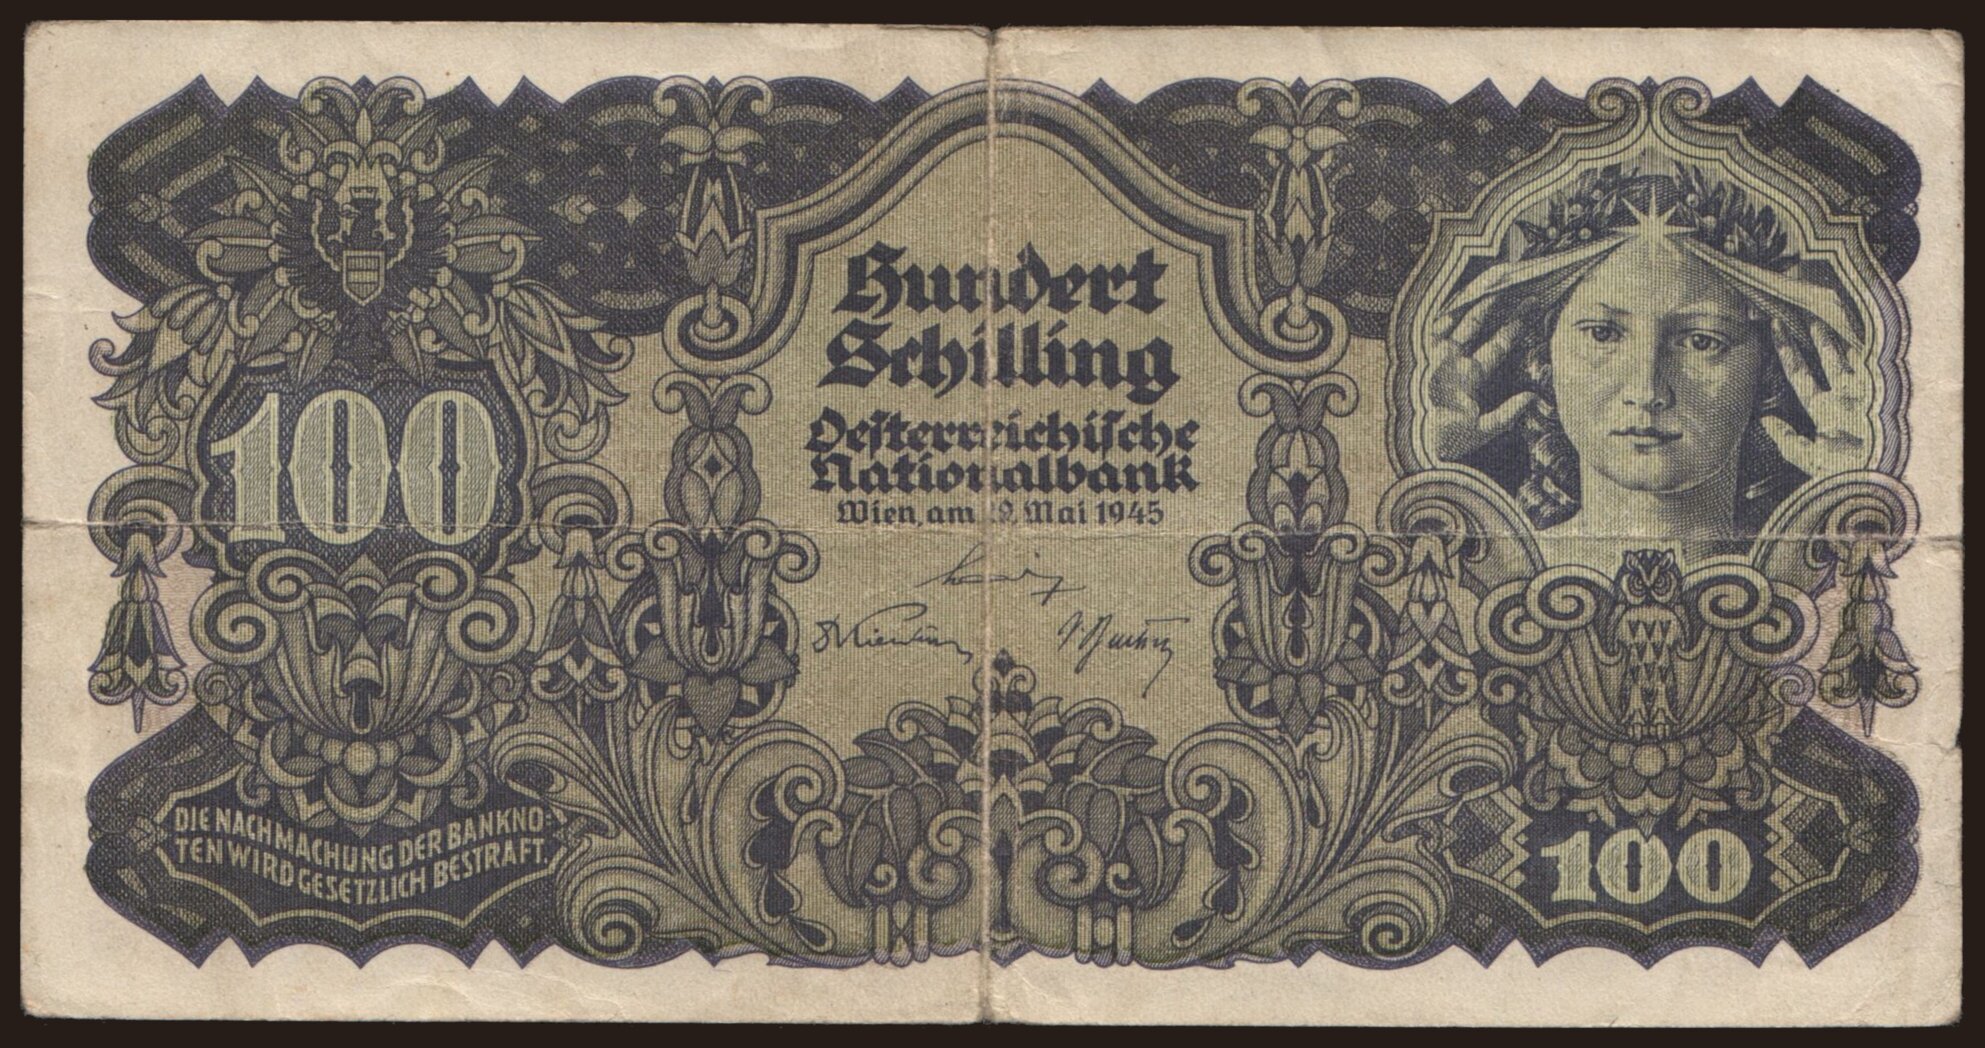 Hundert
Schilling
Oesterreichische
Nationalbank
Wien, am 29. Mai 1945
100
DIE NACHMACHUNG DER BANKNO=
TEN WIRD GESETZLICH BESTRAFT.
100